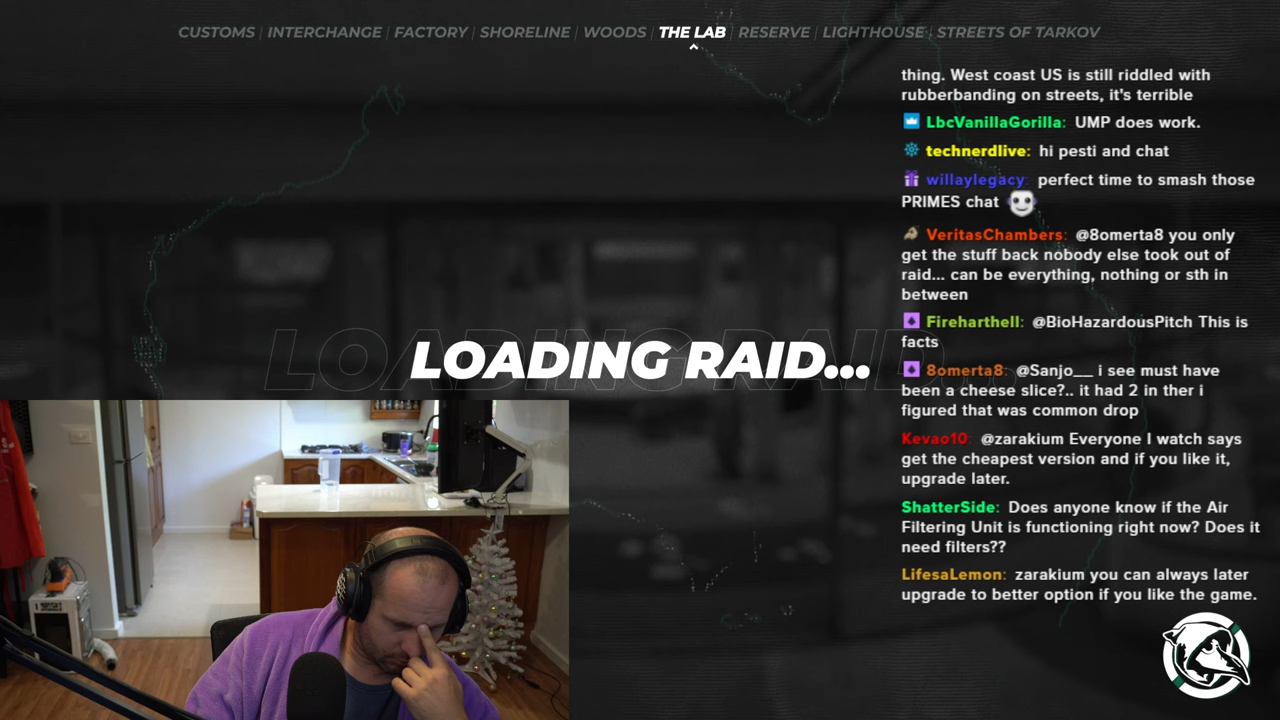 CUSTOMS | INTERCHANGE | FACTORY | SHORELINE | WOODS | THE LAB | RESERVE | LIGHTHOUSE | STREETS OF TARKOV
thing. West coast US is still riddled with
rubberbanding on streets, it's terrible
LbcVanillaGorilla: UMP does work.
technerdlive: hi pesti and chat
willaylegacy: perfect time to smash those
PRIMES chat
VeritasChambers: @8omerta8 you only
get the stuff back nobody else took out of
raid... can be everything, nothing or sth in
between
Fireharthell: @BioHazardousPitch This is
facts
LOADING RAID...
LOADING RAID...
8omerta8: @Sanjo__ i see must have
been a cheese slice?.. it had 2 in ther i
figured that was common drop
Kevao10: @zarakium Everyone I watch says
get the cheapest version and if you like it,
upgrade later.
ShatterSide: Does anyone know if the Air
Filtering Unit is functioning right now? Does it
need filters??
LifesaLemon: zarakium you can always later
upgrade to better option if you like the game.